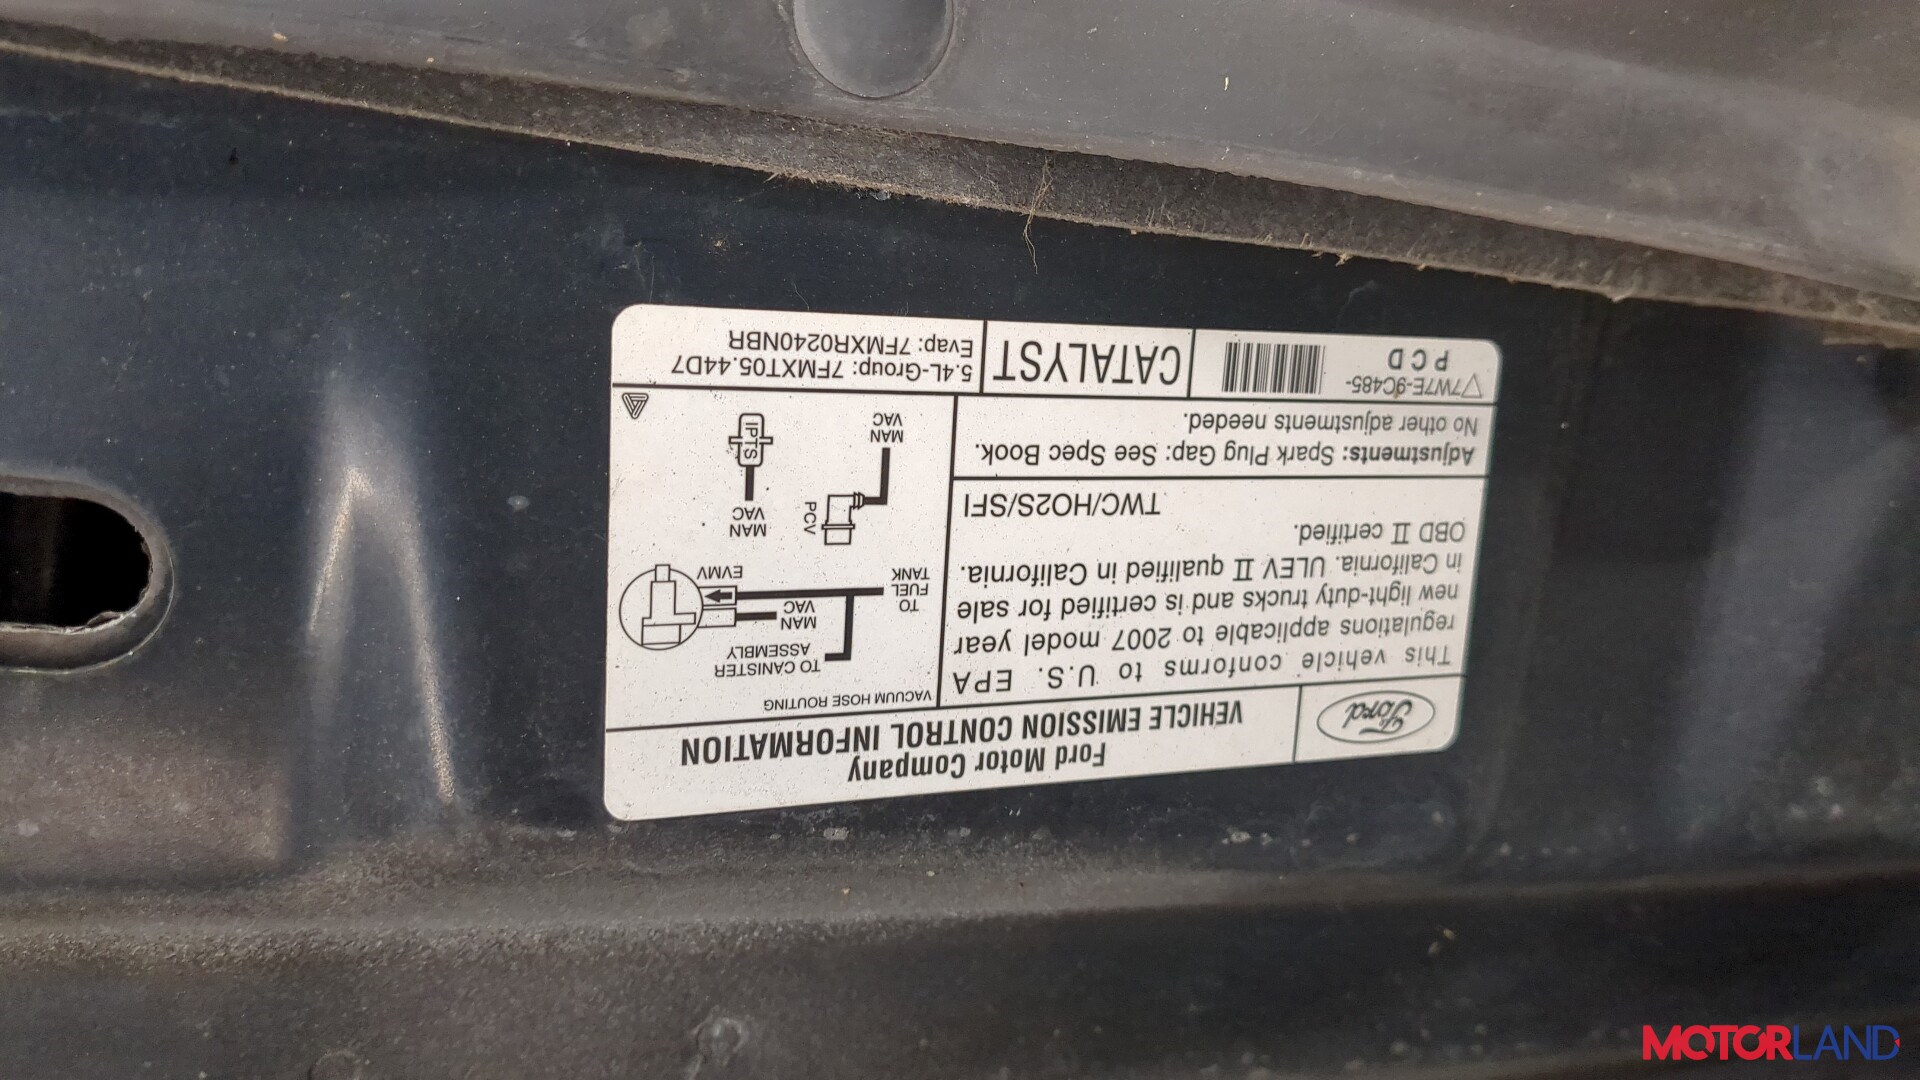 Ford
Ford Motor Company
VEHICLE EMISSION CONTROL INFORMATION
This vehicle conforms to U.S. EPA
regulations applicable to 2007 model year
new light-duty trucks and is certified for sale
in California. ULEV II qualified in California.
OBD II certified.
TWC/HO2S/SFI
Adjustments: Spark Plug Gap: See Spec Book.
No other adjustments needed.
VACUUM HOSE ROUTING
TO CANISTER
ASSEMBLY
MAN
VAC
TO
FUEL
TANK
EVMV
PCV
MAN
VAC
MAN
VAC
IPTS
7W7E-9C485-
PCD
CATALYST
5.4L-Group: 7FMXT05.44D7
Evap: 7FMXR0240NBR
MOTORLAND